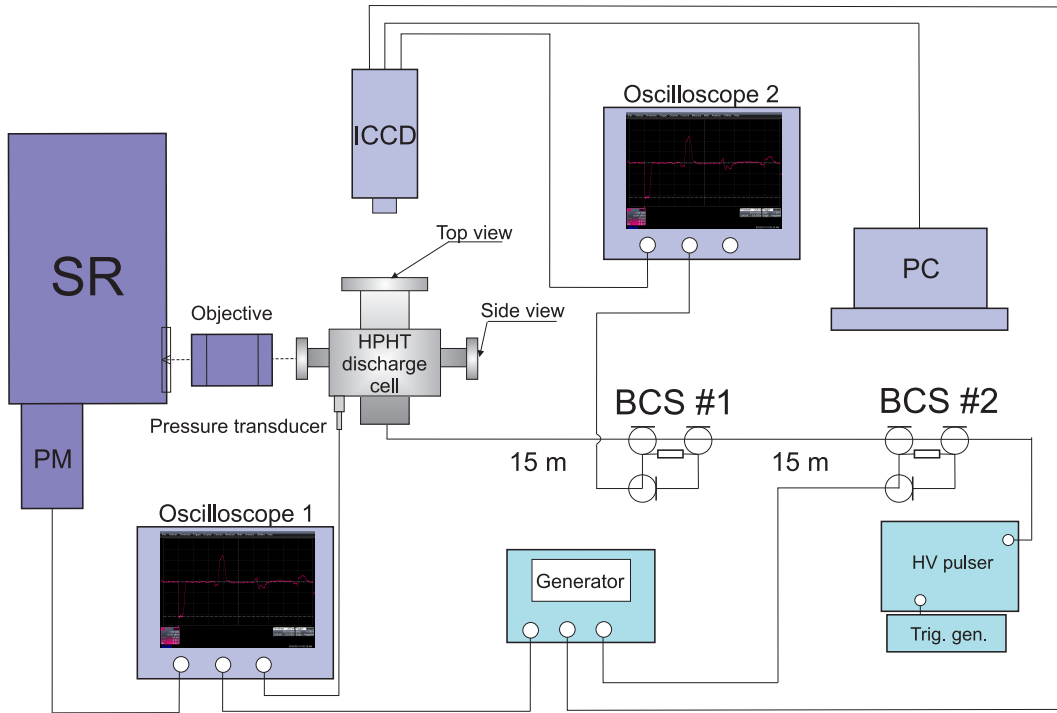 Oscilloscope 2
ICCD
Top view
SR
PC
Objective
Side view
HPHT
discharge
cell
BCS #1
BCS #2
Pressure transducer
PM
15 m
15 m
Oscilloscope 1
HV pulser
Generator
Trig. gen.